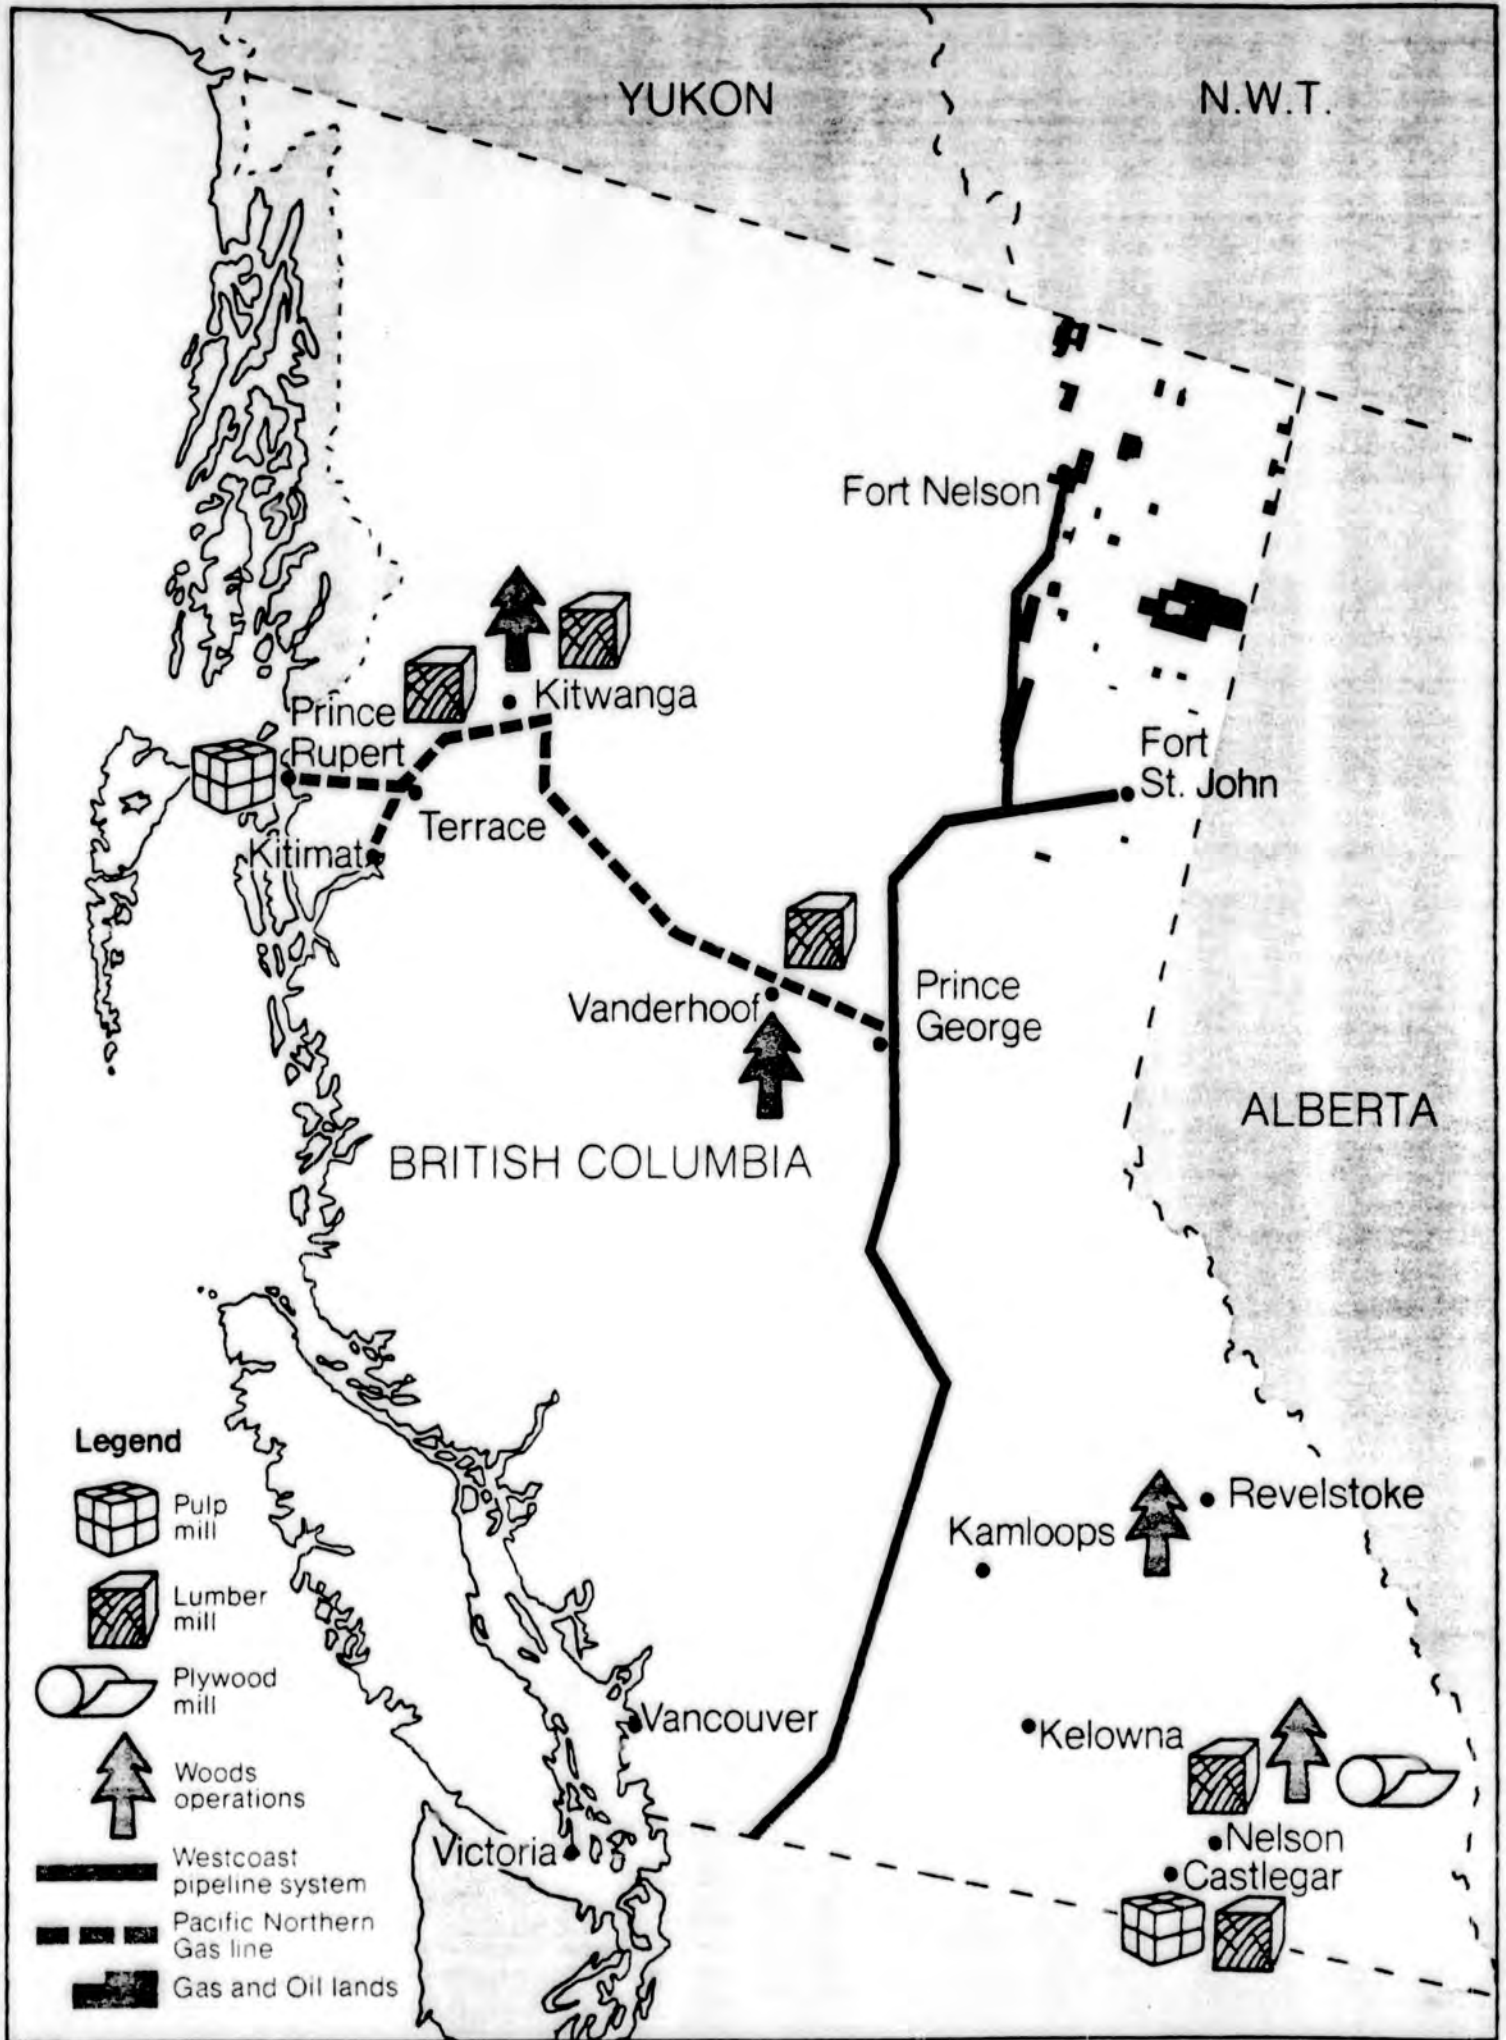 YUKON
N.W.T.
Fort Nelson
Kitwanga
Prince
Rupert
Fort
St. John
Terrace
Kitimat
Prince
George
Vanderhoof
ALBERTA
BRITISH COLUMBIA
Revelstoke
Kamloops
Vancouver
Kelowna
Nelson
Castlegar
Victoria
Legend
Pulp
mill
Lumber
mill
Plywood
mill
Woods
operations
Westcoast
pipeline system
Pacific Northern
Gas line
Gas and Oil lands